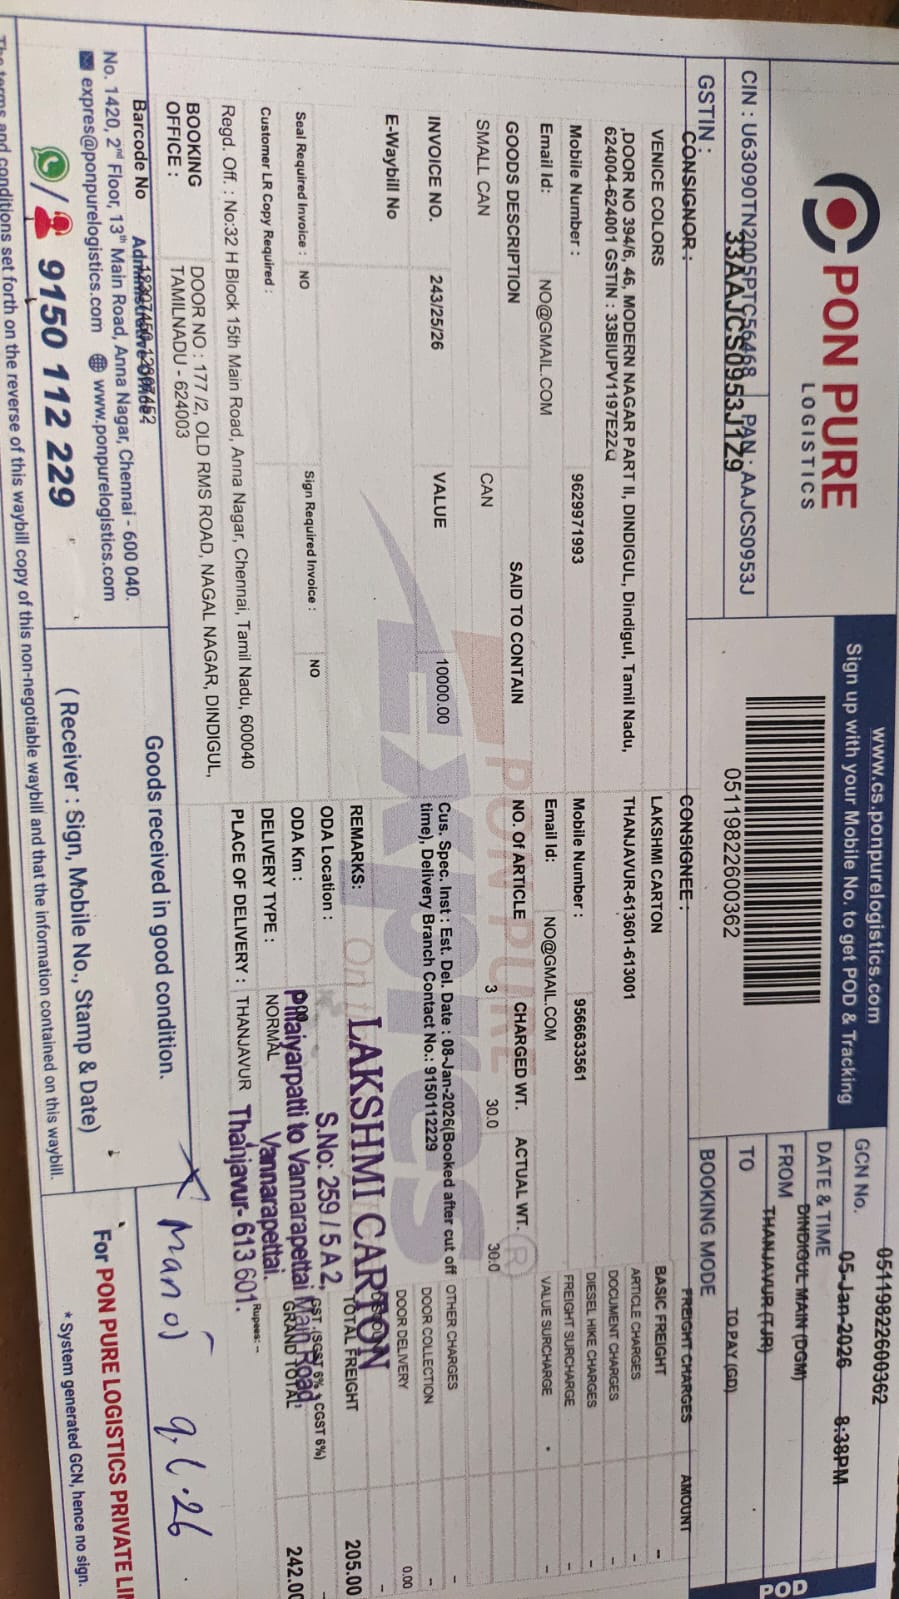 PON PURE
LOGISTICS
www.cs.ponpurelogistics.com
Sign up with your Mobile No. to get POD & Tracking
CIN : U63090TN2005PTC56468 PAN : AAJCS0953J
GSTIN : 33AAJCS0953J1Z9
05119822600362
GCN No. 05119822600362
DATE & TIME 05-Jan-2026 8:38PM
FROM DINDIGUL MAIN (DGM)
TO THANJAVUR (TJR)
BOOKING MODE TO PAY (GD)
POD
CONSIGNOR :
VENICE COLORS
,DOOR NO 394/6, 46, MODERN NAGAR PART II, DINDIGUL, Dindigul, Tamil Nadu,
624004-624001 GSTIN : 33BIUPV1197E2ZQ
Mobile Number : 9629971993
Email Id: NO@GMAIL.COM
CONSIGNEE :
LAKSHMI CARTON
THANJAVUR-613601-613001
Mobile Number : 9566633561
Email Id: NO@GMAIL.COM
GOODS DESCRIPTION SAID TO CONTAIN NO. Of ARTICLE CHARGED WT. ACTUAL WT.
SMALL CAN CAN 3 30.0 30.0
INVOICE NO. 243/25/26 VALUE 10000.00
E-Waybill No
Cus. Spec. Inst : Est. Del. Date : 08-Jan-2026(Booked after cut off
time), Delivery Branch Contact No.: 9150112229
Seal Required Invoice : NO Sign Required Invoice : NO
Customer LR Copy Required :
REMARKS:
ODA Location :
ODA Km :
DELIVERY TYPE : NORMAL
PLACE OF DELIVERY : THANJAVUR
Regd. Off. : No:32 H Block 15th Main Road, Anna Nagar, Chennai, Tamil Nadu, 600040
BOOKING OFFICE : DOOR NO : 177 /2, OLD RMS ROAD, NAGAL NAGAR, DINDIGUL,
TAMILNADU - 624003
FREIGHT CHARGES AMOUNT
BASIC FREIGHT -
ARTICLE CHARGES -
DOCUMENT CHARGES -
DIESEL HIKE CHARGES -
FREIGHT SURCHARGE -
VALUE SURCHARGE -
OTHER CHARGES -
DOOR COLLECTION -
DOOR DELIVERY 0.00
TOTAL FREIGHT 205.00
GST .(SGST 6% + CGST 6%) -
GRAND TOTAL 242.00
Rupees: --
PON PURE
Expres
LAKSHMI CARTON
S.No: 259 / 5 A 2,
Pillaiyarpatti to Vannarapettai Main Road,
Vannarapettai.
Thanjavur- 613 601.
Barcode No
Administrative Office:
No. 1420, 2nd Floor, 13th Main Road, Anna Nagar, Chennai - 600 040.
expres@ponpurelogistics.com www.ponpurelogistics.com
/ 9150 112 229
Goods received in good condition.
( Receiver : Sign, Mobile No., Stamp & Date)
Manoj 9.1.26
For PON PURE LOGISTICS PRIVATE LI
* System generated GCN, hence no sign.
The terms and conditions set forth on the reverse of this waybill copy of this non-negotiable waybill and that the information contained on this waybill.